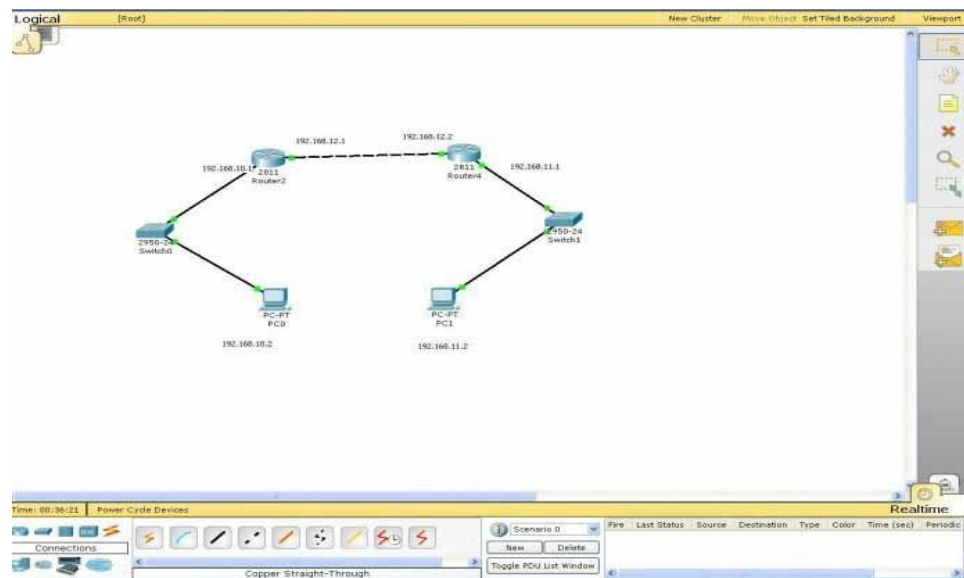 Logical [Root] New Cluster Move Object Set Tiled Background Viewport
192.168.12.1
192.168.12.2
192.168.10.1
2811
Router2
2811
Router4
192.168.11.1
2950-24
Switch0
2950-24
Switch1
PC-PT
PC0
PC-PT
PC1
192.168.10.2
192.168.11.2
Time: 00:36:21 Power Cycle Devices Realtime
Scenario 0
Fire Last Status Source Destination Type Color Time (sec) Periodic
Connections
New Delete
Toggle PDU List Window
Copper Straight-Through